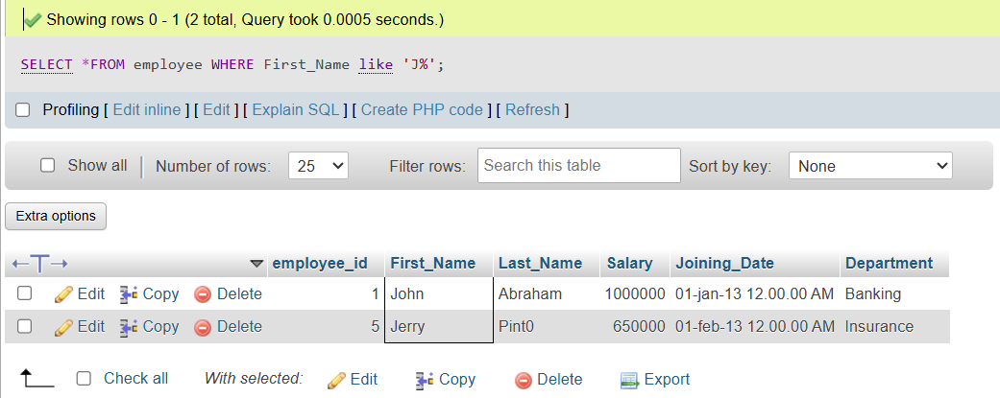 Showing rows 0 - 1 (2 total, Query took 0.0005 seconds.)
SELECT *FROM employee WHERE First_Name like 'J%';
Profiling [ Edit inline ] [ Edit ] [ Explain SQL ] [ Create PHP code ] [ Refresh ]
Show all Number of rows: 25 Filter rows: Search this table Sort by key: None
Extra options
←T→ employee_id First_Name Last_Name Salary Joining_Date Department
Edit Copy Delete 1 John Abraham 1000000 01-jan-13 12.00.00 AM Banking
Edit Copy Delete 5 Jerry Pint0 650000 01-feb-13 12.00.00 AM Insurance
Check all With selected: Edit Copy Delete Export